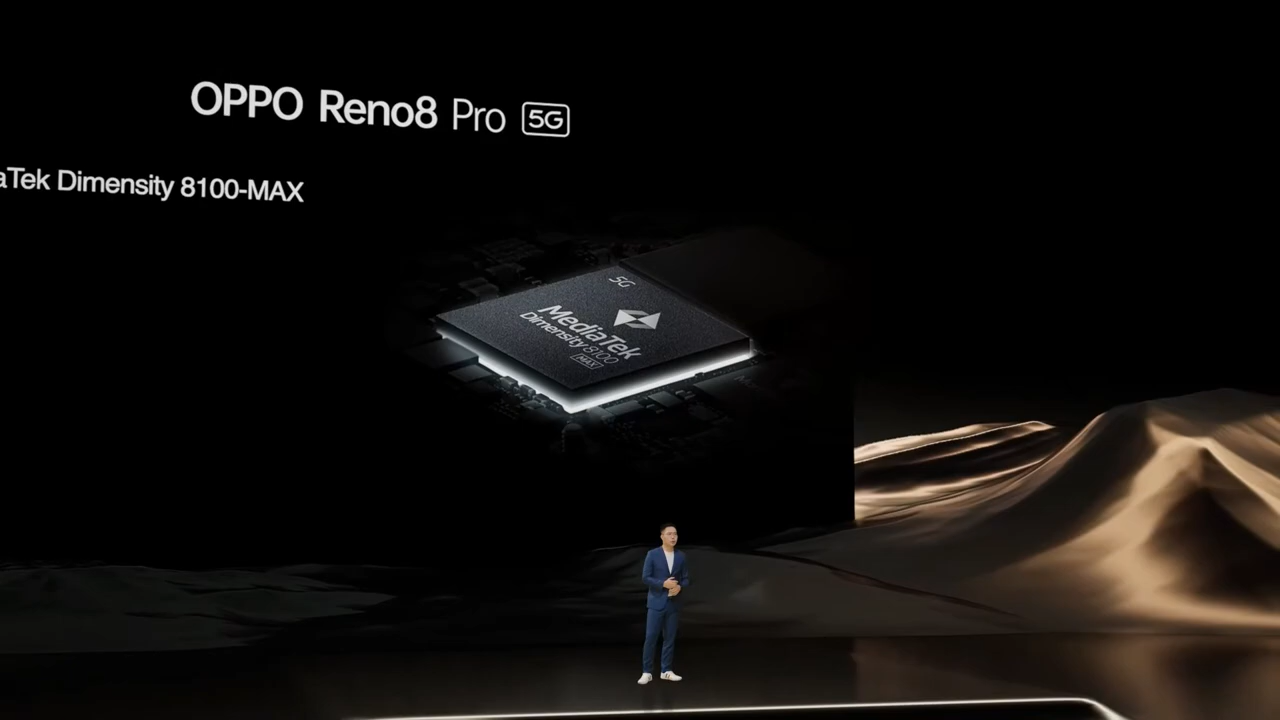 OPPO Reno8 Pro 5G
aTek Dimensity 8100-MAX
5G
MediaTek
Dimensity 8100
MAX